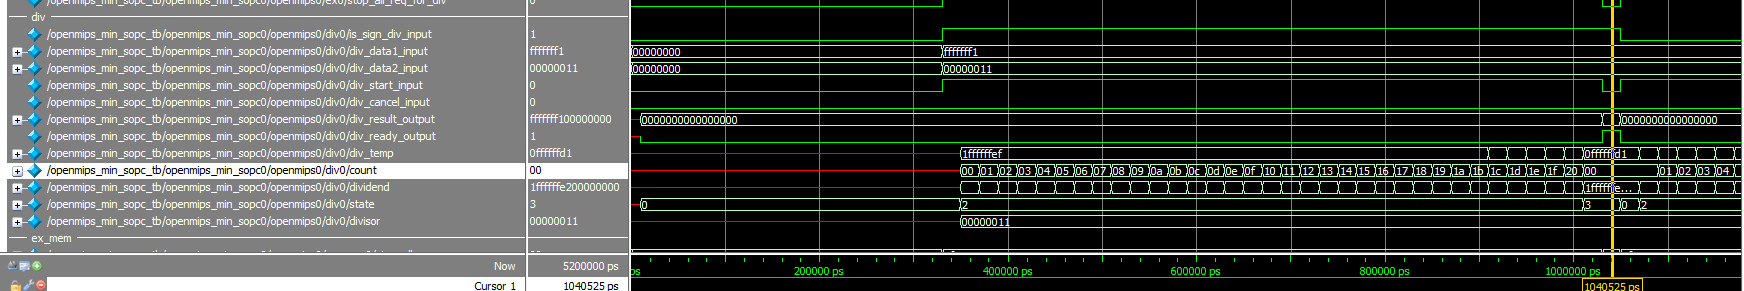 /openmips_min_sopc_tb/openmips_min_sopc0/openmips0/ex0/stop_all_req_for_div 0
div
/openmips_min_sopc_tb/openmips_min_sopc0/openmips0/div0/is_sign_div_input 1
/openmips_min_sopc_tb/openmips_min_sopc0/openmips0/div0/div_data1_input fffffff1 00000000 fffffff1
/openmips_min_sopc_tb/openmips_min_sopc0/openmips0/div0/div_data2_input 00000011 00000000 00000011
/openmips_min_sopc_tb/openmips_min_sopc0/openmips0/div0/div_start_input 0
/openmips_min_sopc_tb/openmips_min_sopc0/openmips0/div0/div_cancel_input 0
/openmips_min_sopc_tb/openmips_min_sopc0/openmips0/div0/div_result_output fffffff100000000 0000000000000000 0000000000000000
/openmips_min_sopc_tb/openmips_min_sopc0/openmips0/div0/div_ready_output 1
/openmips_min_sopc_tb/openmips_min_sopc0/openmips0/div0/div_temp 0ffffffd1 1ffffffef 0ffffffd1
/openmips_min_sopc_tb/openmips_min_sopc0/openmips0/div0/count 00 00 01 02 03 04 05 06 07 08 09 0a 0b 0c 0d 0e 0f 10 11 12 13 14 15 16 17 18 19 1a 1b 1c 1d 1e 1f 20 00 01 02 03 04
/openmips_min_sopc_tb/openmips_min_sopc0/openmips0/div0/dividend 1ffffffe200000000 1ffffffe...
/openmips_min_sopc_tb/openmips_min_sopc0/openmips0/div0/state 3 0 2 3 0 2
/openmips_min_sopc_tb/openmips_min_sopc0/openmips0/div0/divisor 00000011 00000011
ex_mem
Now 5200000 ps ps 200000 ps 400000 ps 600000 ps 800000 ps 1000000 ps
Cursor 1 1040525 ps 1040525 ps